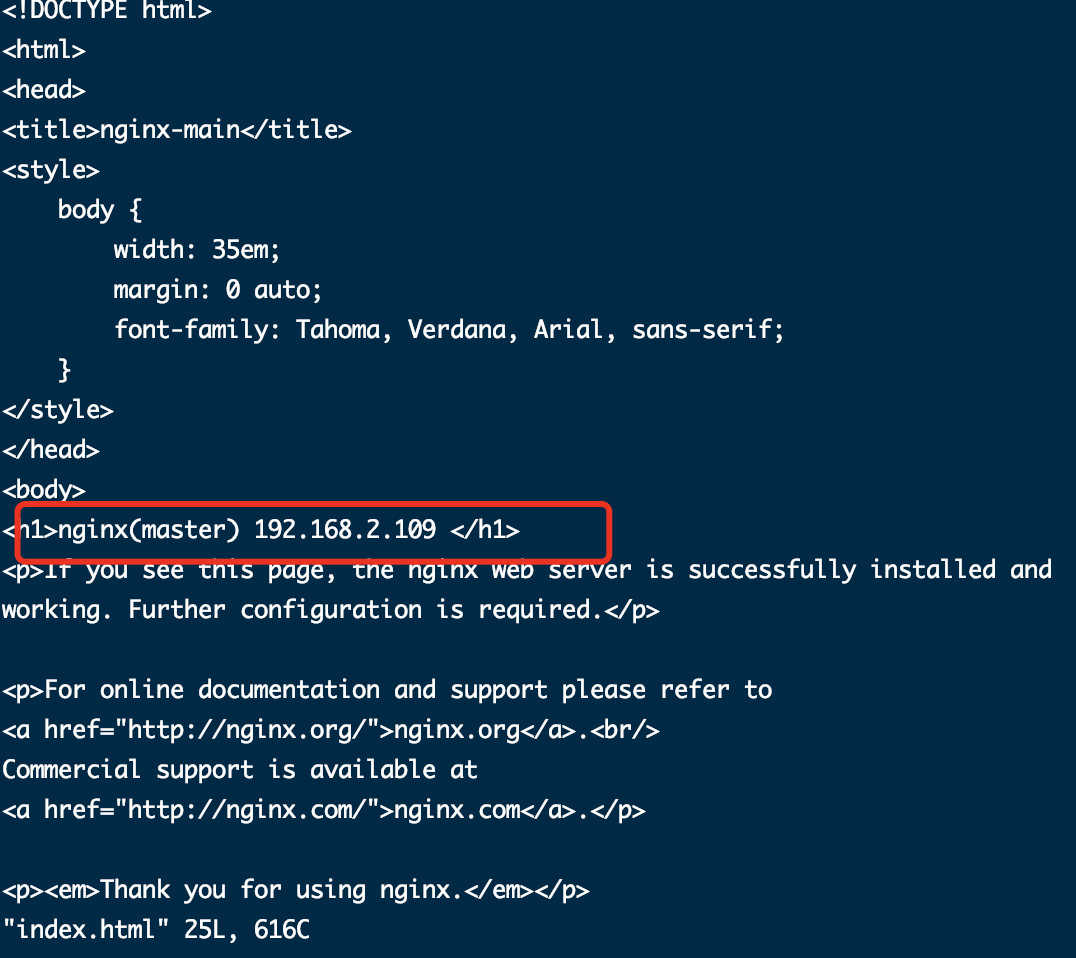 <!DOCTYPE html>
<html>
<head>
<title>nginx-main</title>
<style>
    body {
        width: 35em;
        margin: 0 auto;
        font-family: Tahoma, Verdana, Arial, sans-serif;
    }
</style>
</head>
<body>
<h1>nginx(master) 192.168.2.109 </h1>
<p>If you see this page, the nginx web server is successfully installed and
working. Further configuration is required.</p>

<p>For online documentation and support please refer to
<a href="http://nginx.org/">nginx.org</a>.<br/>
Commercial support is available at
<a href="http://nginx.com/">nginx.com</a>.</p>

<p><em>Thank you for using nginx.</em></p>
"index.html" 25L, 616C